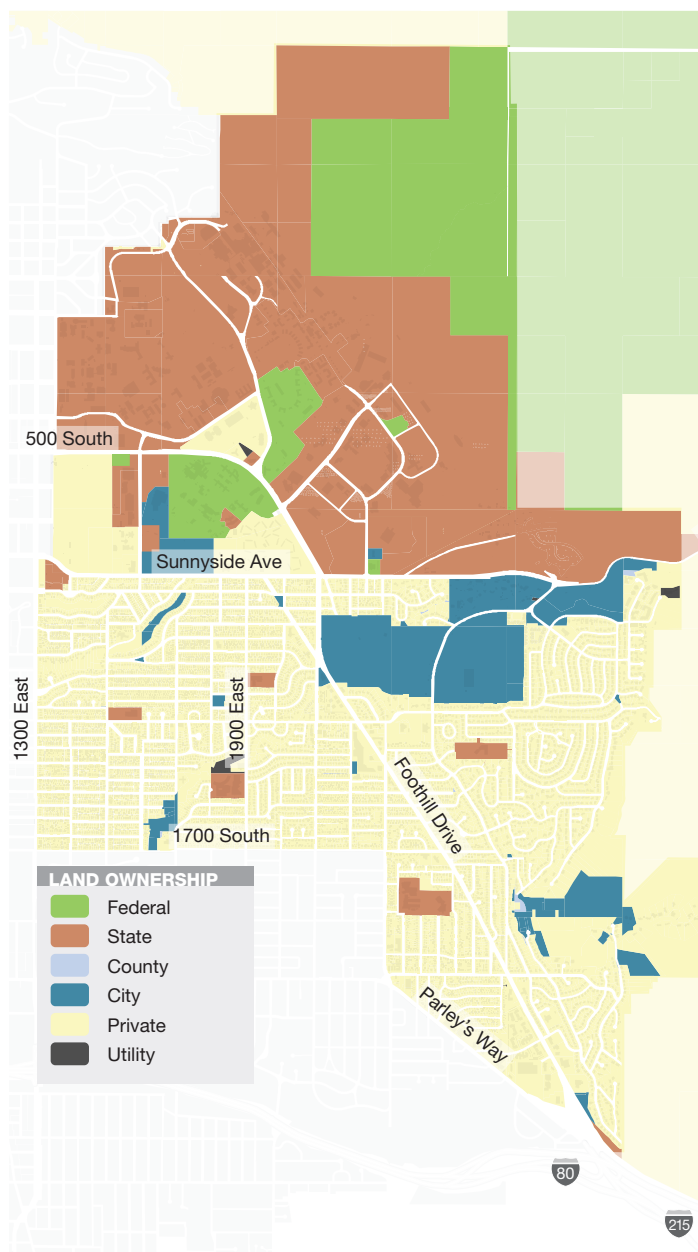 500 South
Sunnyside Ave
1300 East
1900 East
Foothill Drive
1700 South
LAND OWNERSHIP
Federal
State
County
City
Private
Utility
Parley's Way
80
215